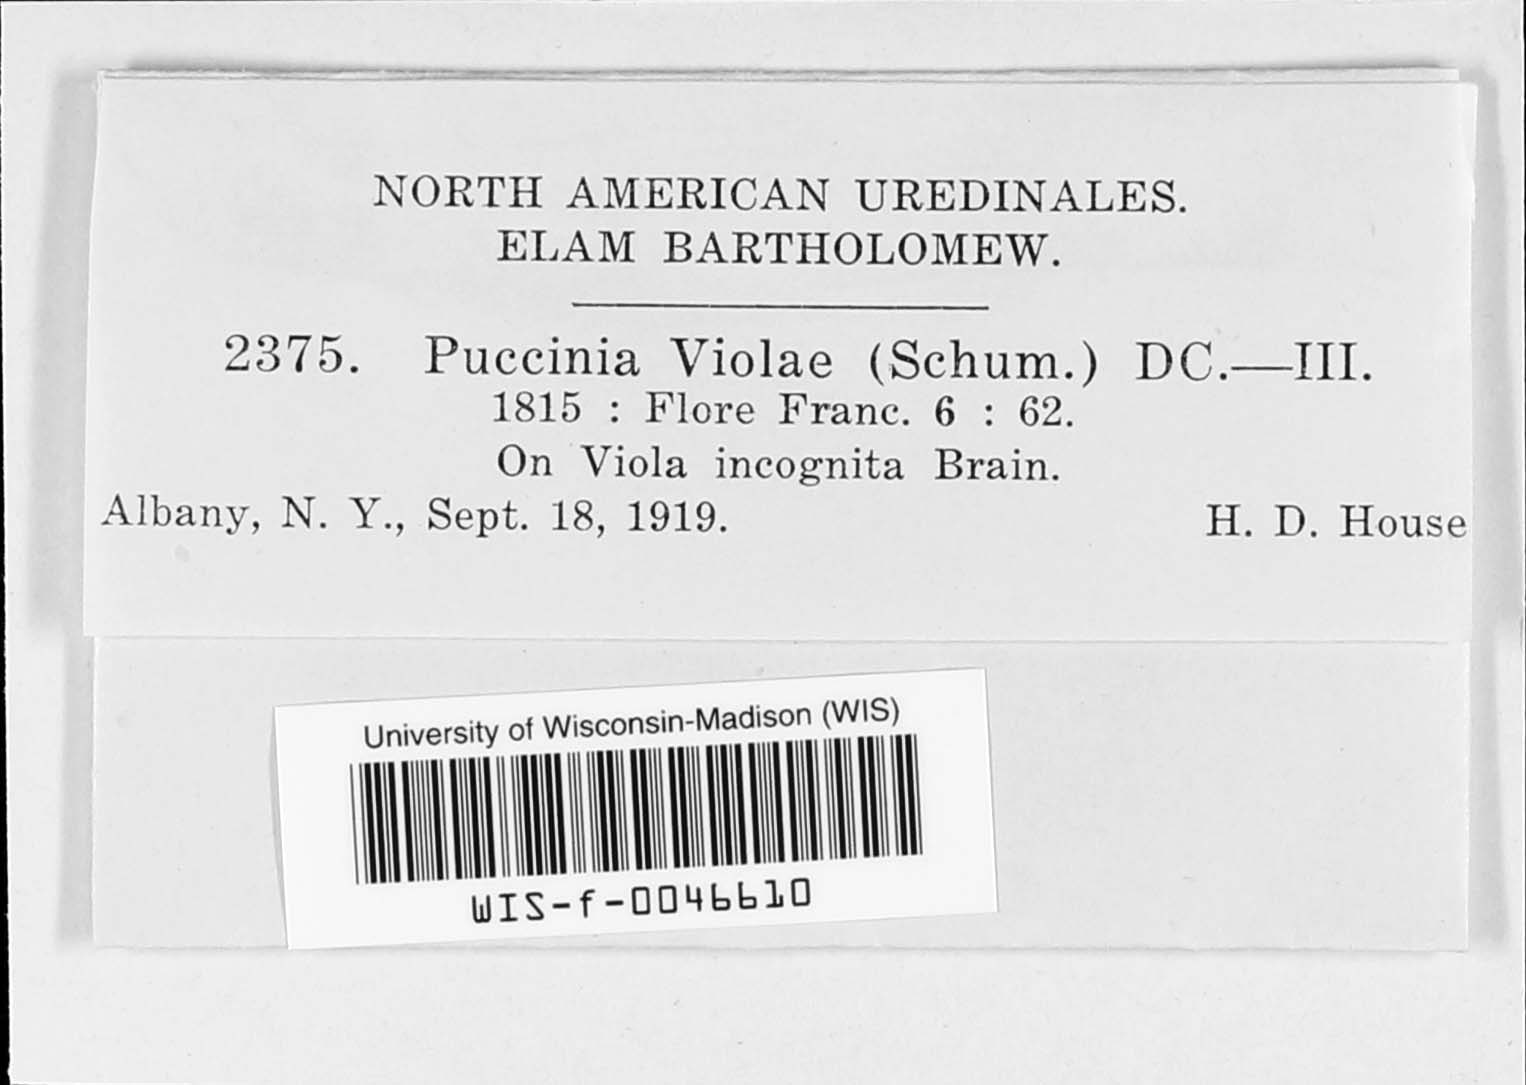 NORTH AMERICAN UREDINALES.
ELAM BARTHOLOMEW.
2375. Puccinia Violae (Schum.) DC.—III.
1815 : Flore Franc. 6 : 62.
On Viola incognita Brain.
Albany, N. Y., Sept. 18, 1919. H. D. House
University of Wisconsin-Madison (WIS)
WIS-f-0046610